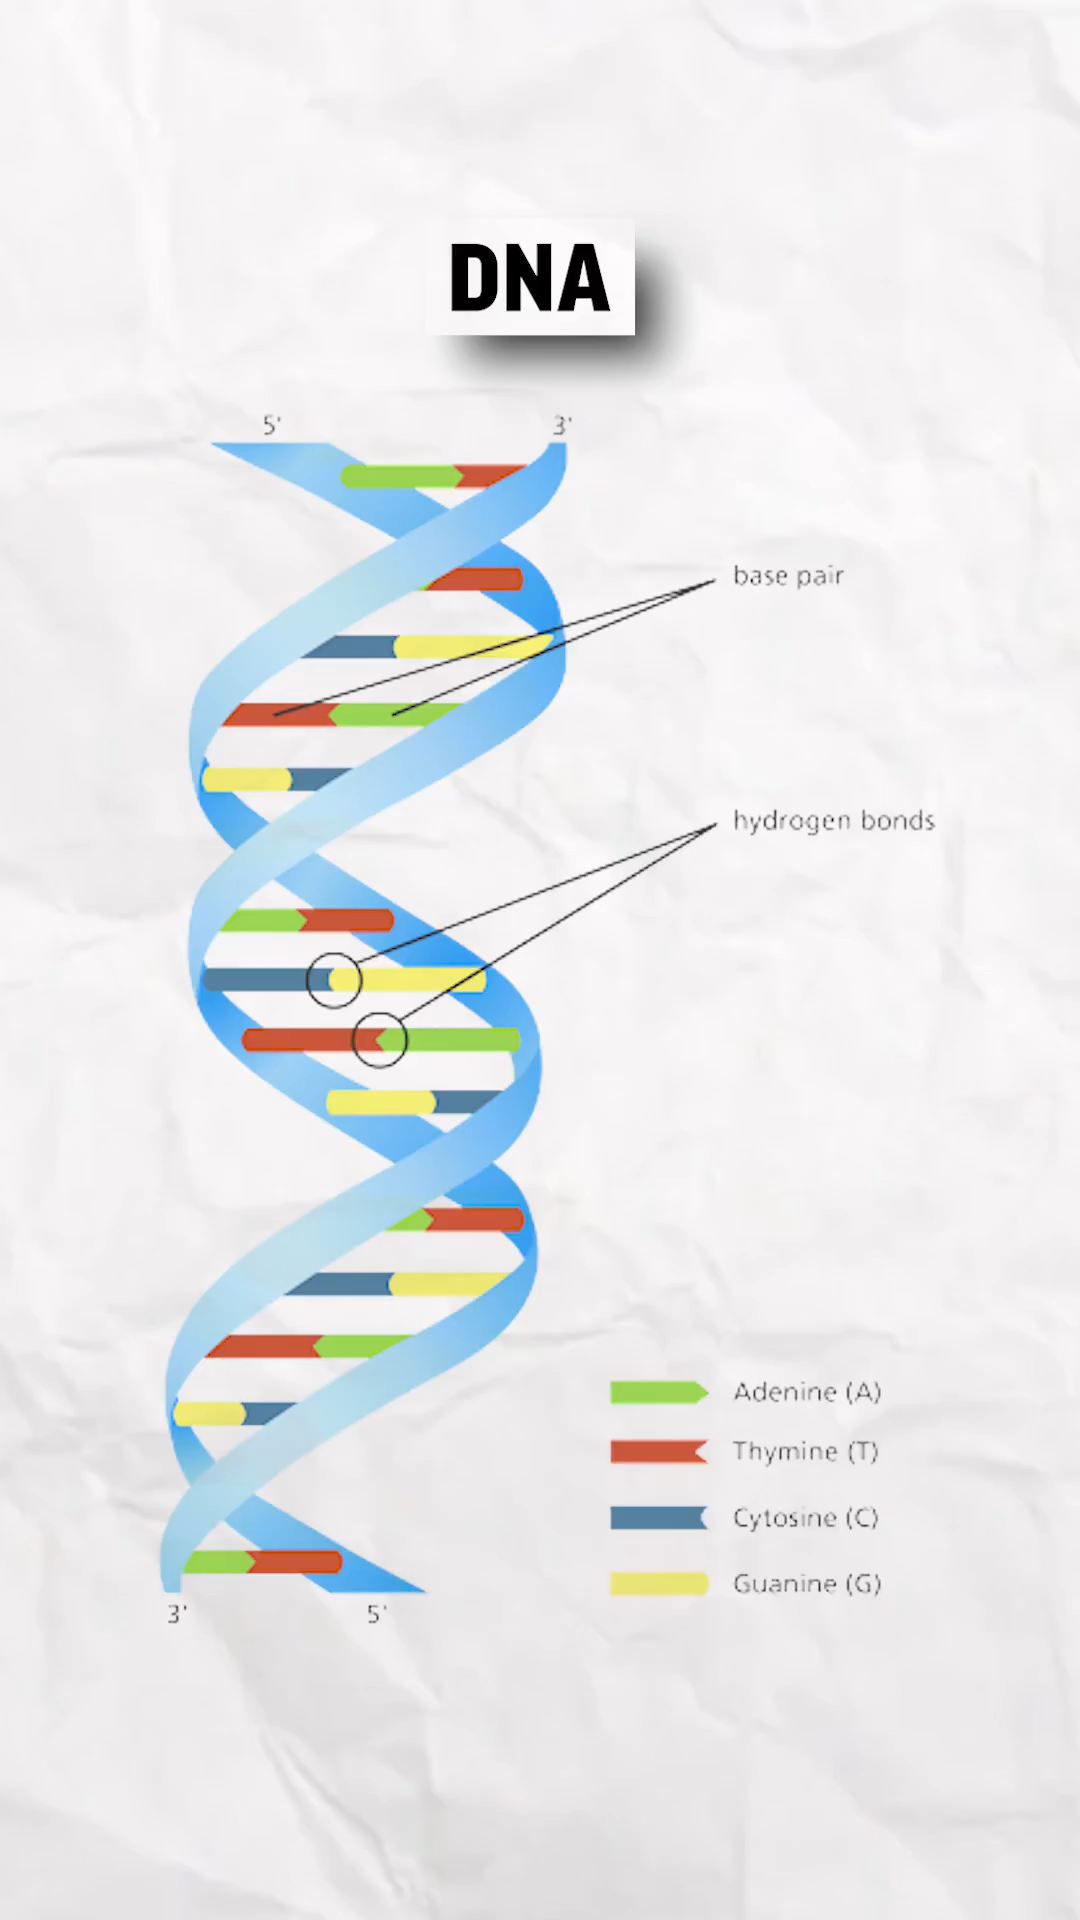 DNA
5'
3'
base pair
hydrogen bonds
Adenine (A)
Thymine (T)
Cytosine (C)
Guanine (G)
3'
5'